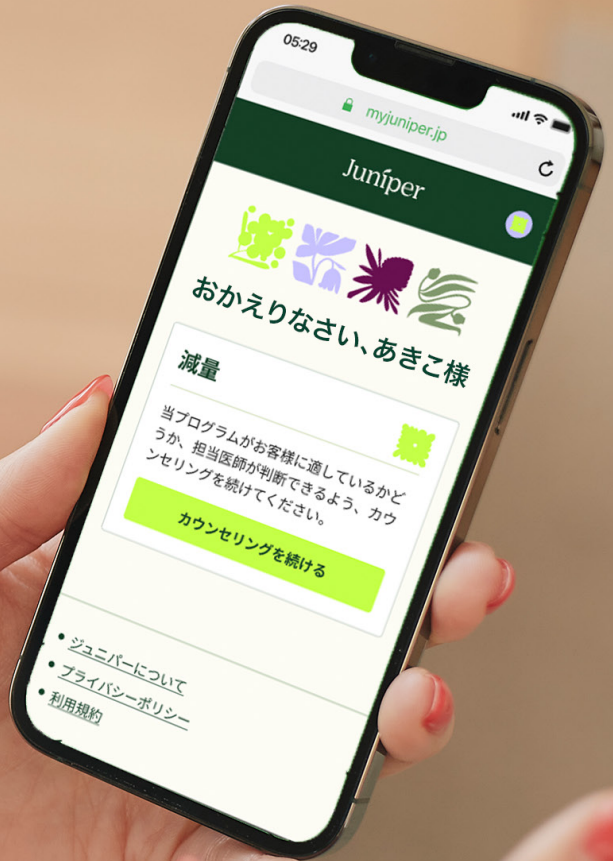 05:29
myjuniper.jp
Juniper
おかえりなさい、あきこ様
減量
当プログラムがお客様に適しているかど
うか、担当医師が判断できるよう、カウ
ンセリングを続けてください。
カウンセリングを続ける
ジュニパーについて
プライバシーポリシー
利用規約